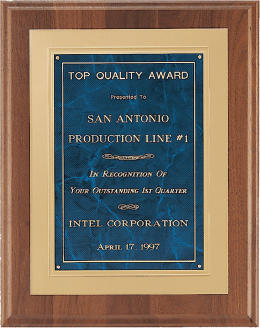 TOP QUALITY AWARD
Presented To
SAN ANTONIO
PRODUCTION LINE #1
IN RECOGNITION OF
YOUR OUTSTANDING 1ST QUARTER
INTEL CORPORATION
APRIL 17, 1997